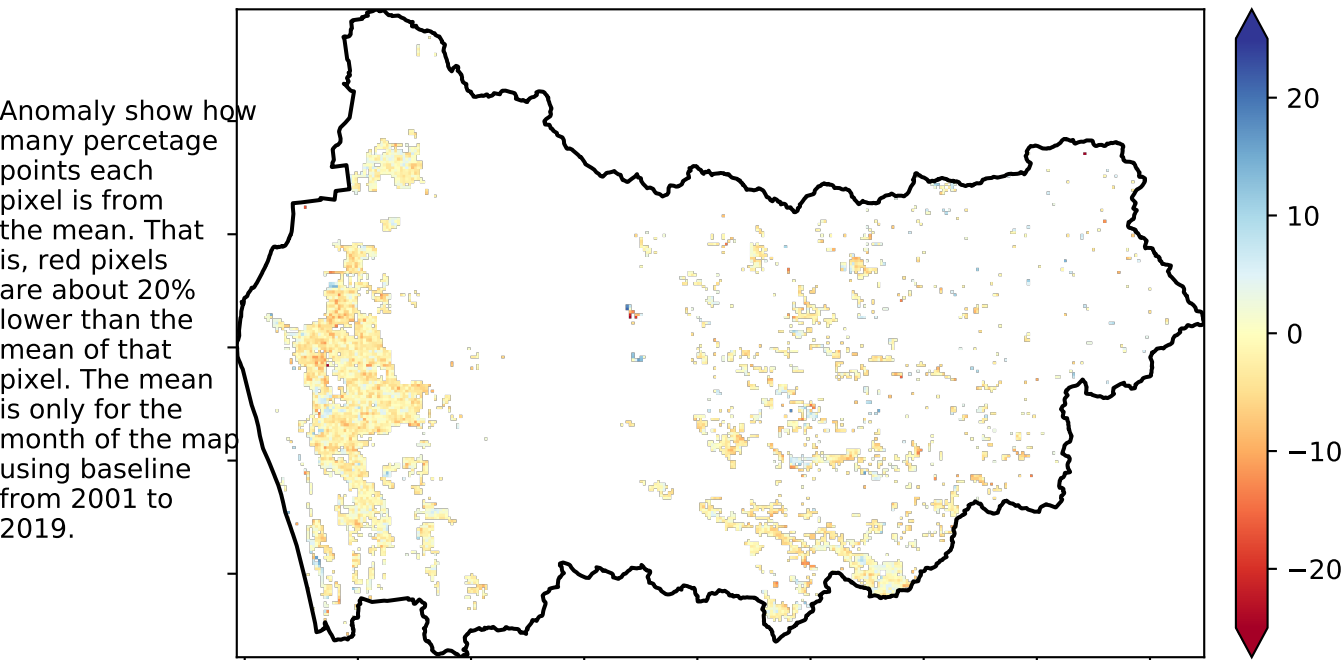 Anomaly show how
many percetage
points each
pixel is from
the mean. That
is, red pixels
are about 20%
lower than the
mean of that
pixel. The mean
is only for the
month of the map
using baseline
from 2001 to
2019.
20
10
0
−10
−20